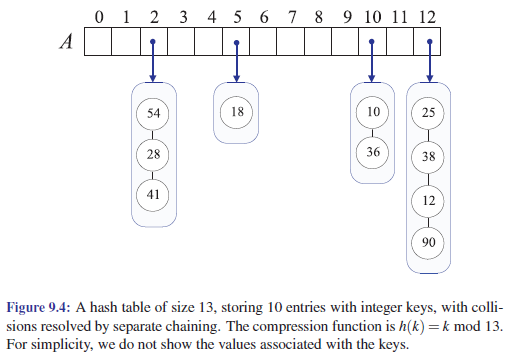 0 1 2 3 4 5 6 7 8 9 10 11 12
A
54 18 10 25
28 36 38
41 12
90
Figure 9.4: A hash table of size 13, storing 10 entries with integer keys, with colli-
sions resolved by separate chaining. The compression function is h(k) = k mod 13.
For simplicity, we do not show the values associated with the keys.